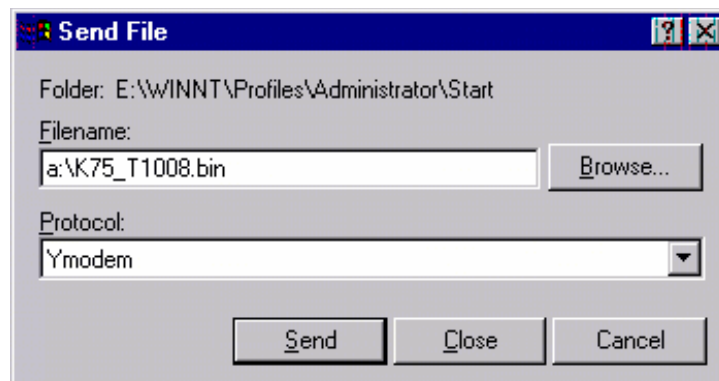 Send File
Folder: E:\WINNT\Profiles\Administrator\Start
Filename:
a:\K75_T1008.bin
Browse...
Protocol:
Ymodem
Send Close Cancel